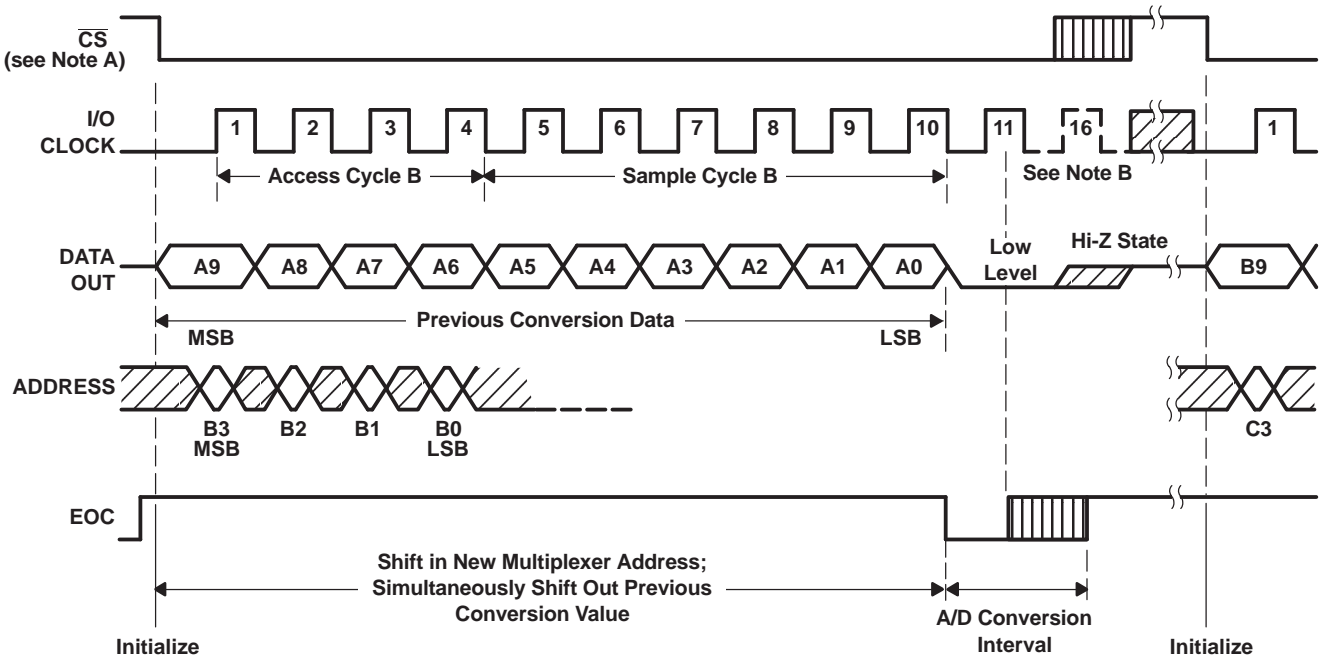 CS
(see Note A)
I/O
CLOCK
1 2 3 4 5 6 7 8 9 10 11 16 1
Access Cycle B
Sample Cycle B
See Note B
DATA
OUT
A9 A8 A7 A6 A5 A4 A3 A2 A1 A0
Low
Level
Hi-Z State
B9
Previous Conversion Data
MSB
LSB
ADDRESS
B3
MSB
B2
B1
B0
LSB
C3
EOC
Shift in New Multiplexer Address;
Simultaneously Shift Out Previous
Conversion Value
A/D Conversion
Interval
Initialize
Initialize